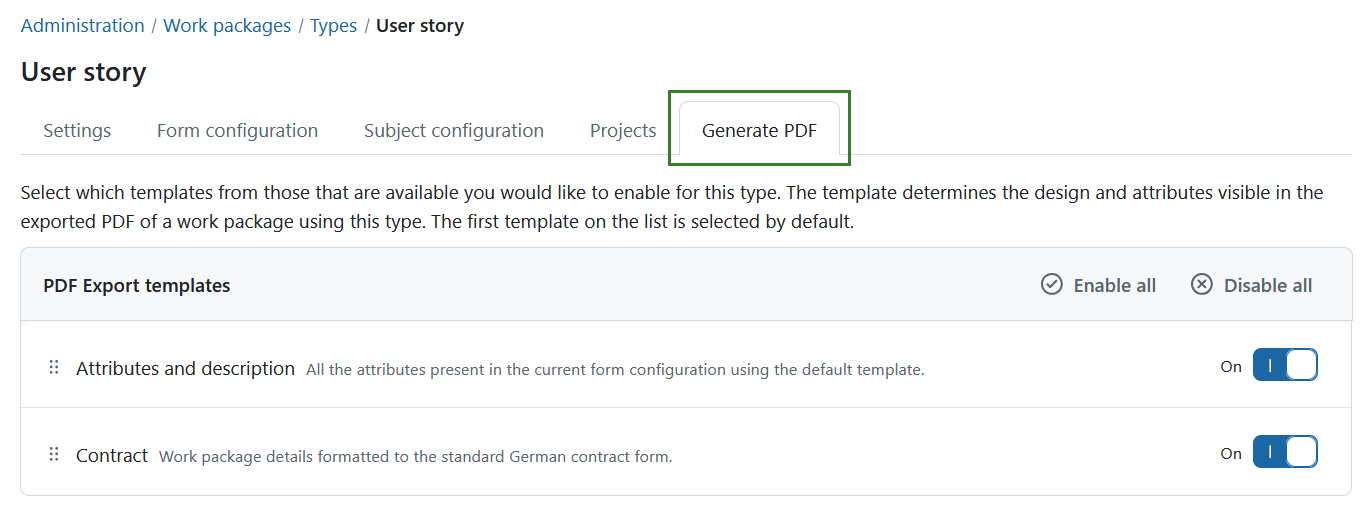 Administration / Work packages / Types / User story
User story
Settings Form configuration Subject configuration Projects Generate PDF
Select which templates from those that are available you would like to enable for this type. The template determines the design and attributes visible in the
exported PDF of a work package using this type. The first template on the list is selected by default.
PDF Export templates Enable all Disable all
Attributes and description All the attributes present in the current form configuration using the default template. On
Contract Work package details formatted to the standard German contract form. On